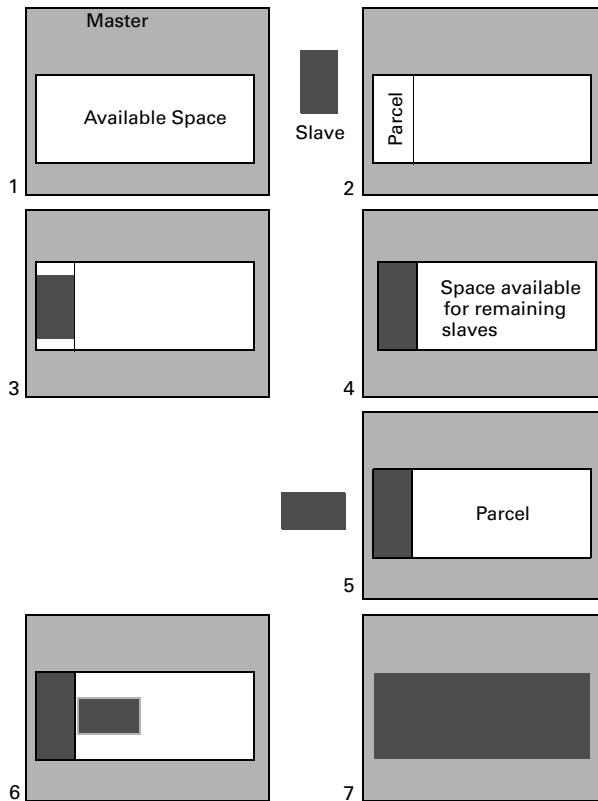 Master
Available Space
1
Slave
Parcel
2
3
Space available
for remaining
slaves
4
Parcel
5
6
7